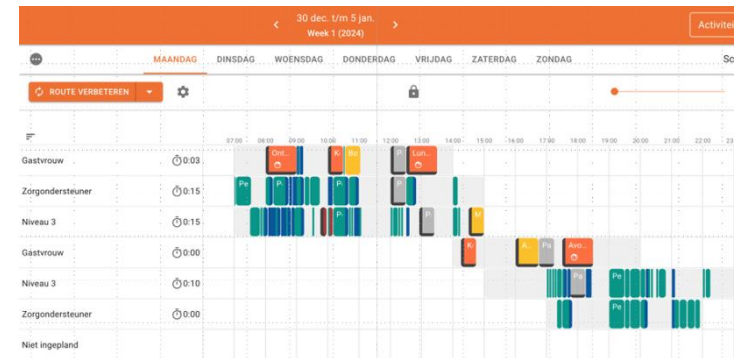 30 dec. t/m 5 jan.
Week 1 (2024)
Activitei
MAANDAG DINSDAG WOENSDAG DONDERDAG VRIJDAG ZATERDAG ZONDAG Sc
ROUTE VERBETEREN
07:00 08:00 09:00 10:00 11:00 12:00 13:00 14:00 15:00 16:00 17:00 18:00 19:00 20:00 21:00 22:00 23
Gastvrouw 0:03 Ont... K Bo P. Lun...
Zorgondersteuner 0:15 Pe P. P. P.
Niveau 3 0:15 P. P. M
Gastvrouw 0:00 K A... Pa Avo...
Niveau 3 0:10 Pa Pe
Zorgondersteuner 0:00 Pe
Niet ingepland